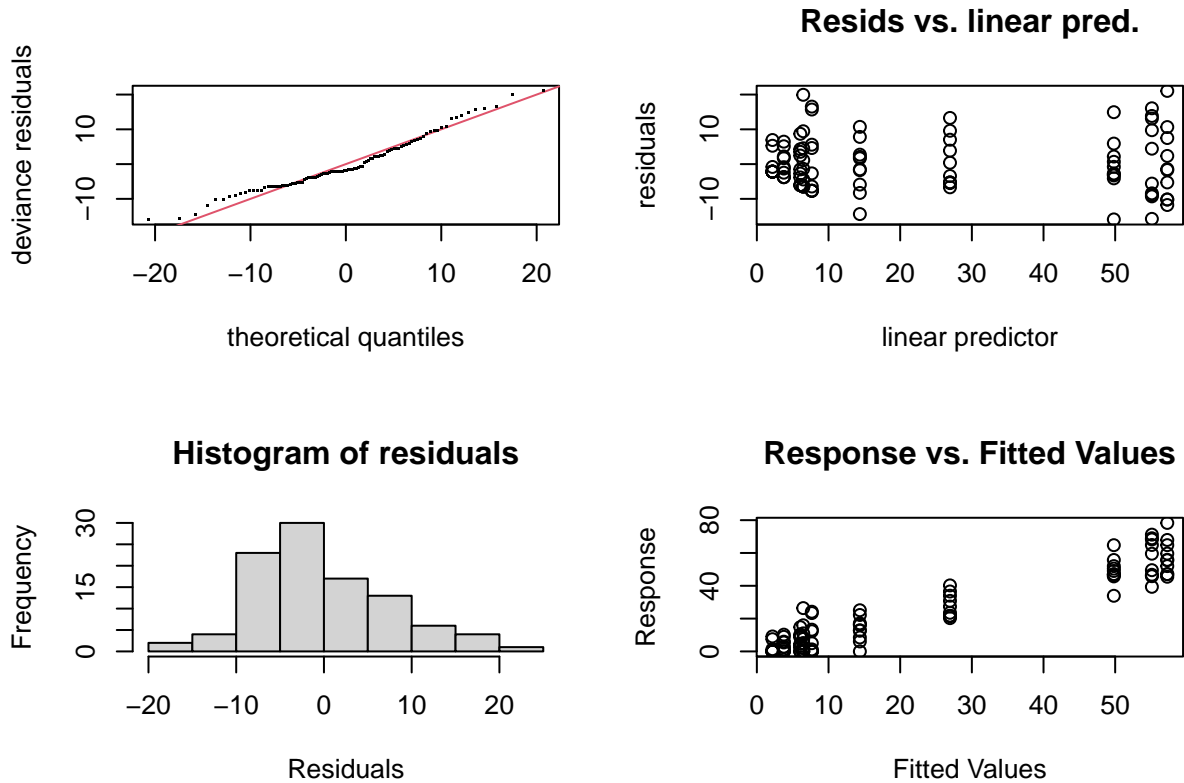 deviance residuals
−10
10
−20
−10
0
10
20
theoretical quantiles
Resids vs. linear pred.
residuals
−10
10
0
10
20
30
40
50
linear predictor
Histogram of residuals
Frequency
0
15
30
−20
−10
0
10
20
Residuals
Response vs. Fitted Values
Response
0
40
80
0
10
20
30
40
50
Fitted Values